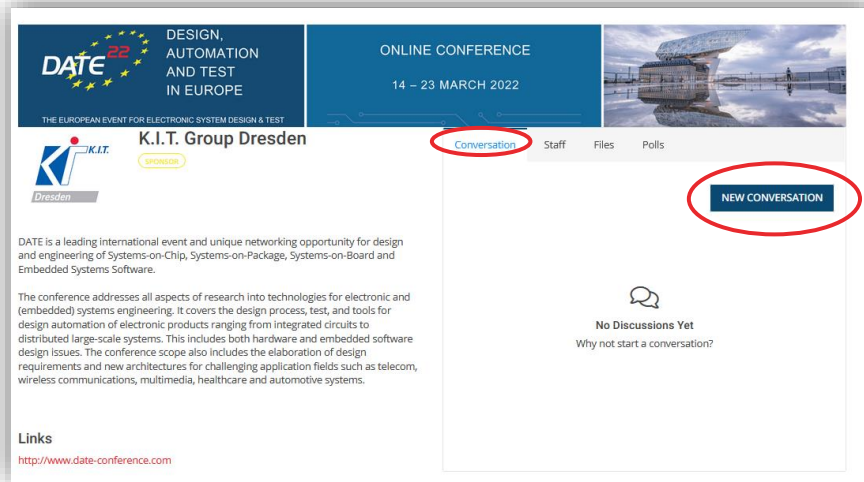 DATE 22
DESIGN,
AUTOMATION
AND TEST
IN EUROPE
THE EUROPEAN EVENT FOR ELECTRONIC SYSTEM DESIGN & TEST
ONLINE CONFERENCE
14 – 23 MARCH 2022
K.I.T.
Dresden
K.I.T. Group Dresden
SPONSOR
DATE is a leading international event and unique networking opportunity for design
and engineering of Systems-on-Chip, Systems-on-Package, Systems-on-Board and
Embedded Systems Software.
The conference addresses all aspects of research into technologies for electronic and
(embedded) systems engineering. It covers the design process, test, and tools for
design automation of electronic products ranging from integrated circuits to
distributed large-scale systems. This includes both hardware and embedded software
design issues. The conference scope also includes the elaboration of design
requirements and new architectures for challenging application fields such as telecom,
wireless communications, multimedia, healthcare and automotive systems.
Links
http://www.date-conference.com
Conversation Staff Files Polls
NEW CONVERSATION
No Discussions Yet
Why not start a conversation?